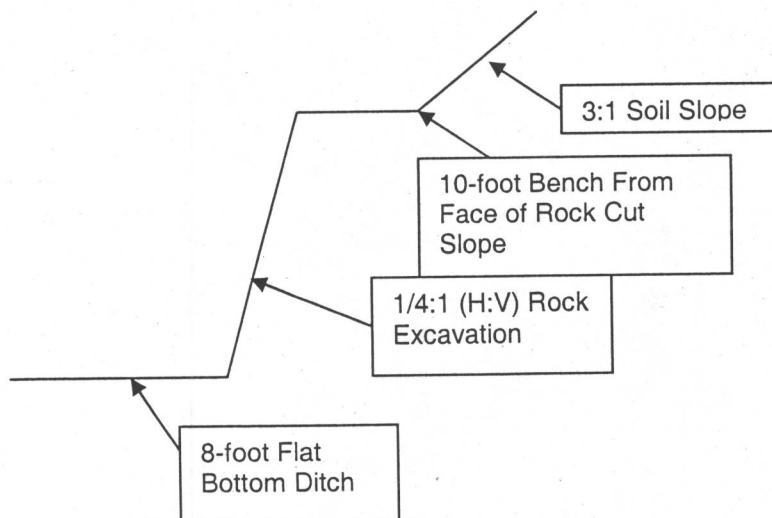 3:1 Soil Slope
10-foot Bench From
Face of Rock Cut
Slope
1/4:1 (H:V) Rock
Excavation
8-foot Flat
Bottom Ditch